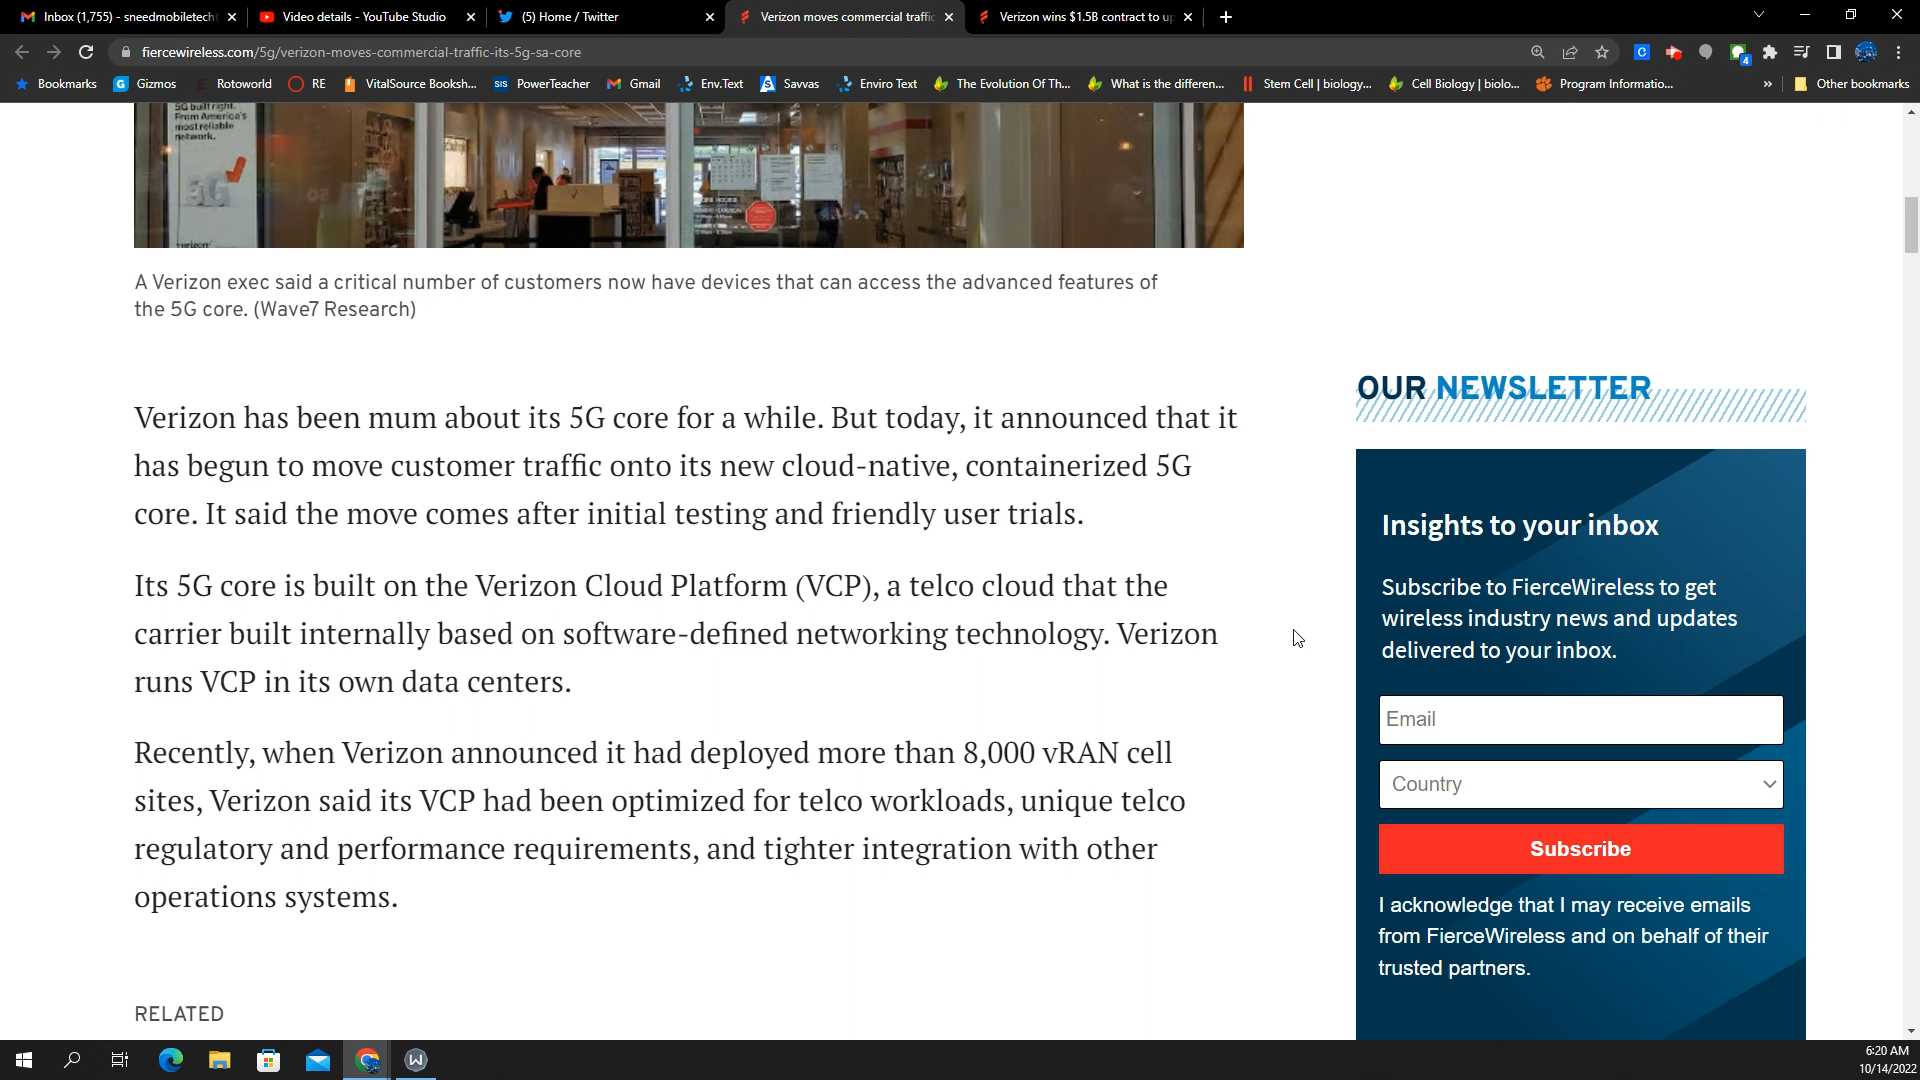 Inbox (1,755) - sneedmobiletech
Video details - YouTube Studio
(5) Home / Twitter
Verizon moves commercial traffic
Verizon wins $1.5B contract to up
fiercewireless.com/5g/verizon-moves-commercial-traffic-its-5g-sa-core
4
Bookmarks
G Gizmos
Rotoworld
RE
VitalSource Booksh...
SIS PowerTeacher
Gmail
Env.Text
Savvas
Enviro Text
The Evolution Of Th...
What is the differen...
Stem Cell | biology...
Cell Biology | biolo...
Program Informatio...
»
Other bookmarks
5G built right.
From America's
most reliable
network.
5G
verizon
A Verizon exec said a critical number of customers now have devices that can access the advanced features of
the 5G core. (Wave7 Research)
Verizon has been mum about its 5G core for a while. But today, it announced that it
has begun to move customer traffic onto its new cloud-native, containerized 5G
core. It said the move comes after initial testing and friendly user trials.
Its 5G core is built on the Verizon Cloud Platform (VCP), a telco cloud that the
carrier built internally based on software-defined networking technology. Verizon
runs VCP in its own data centers.
Recently, when Verizon announced it had deployed more than 8,000 vRAN cell
sites, Verizon said its VCP had been optimized for telco workloads, unique telco
regulatory and performance requirements, and tighter integration with other
operations systems.
RELATED
OUR NEWSLETTER
Insights to your inbox
Subscribe to FierceWireless to get
wireless industry news and updates
delivered to your inbox.
Email
Country
Subscribe
I acknowledge that I may receive emails
from FierceWireless and on behalf of their
trusted partners.
6:20 AM
10/14/2022